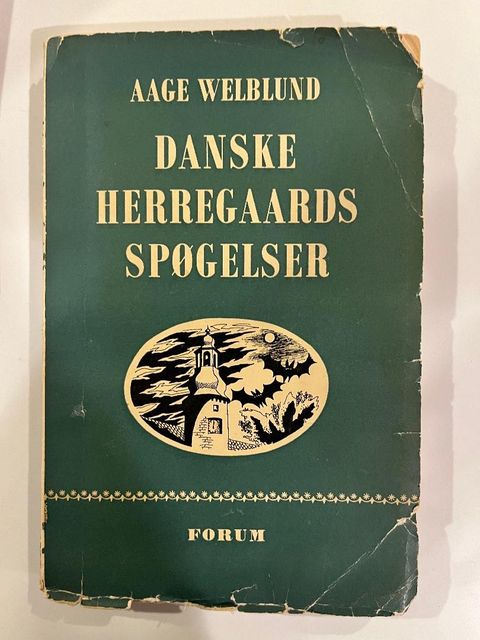 AAGE WELBLUND
DANSKE
HERREGAARDS
SPØGELSER
FORUM